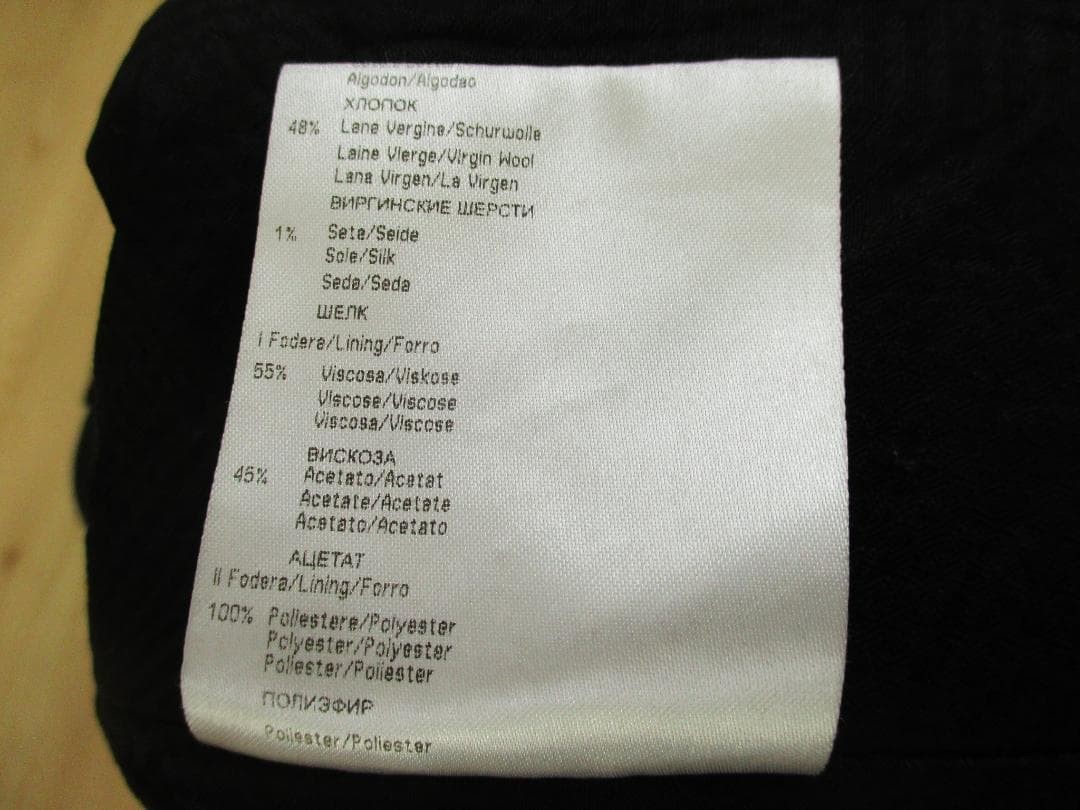 Algodon/Algodao
ХЛОПОК
48% Lana Vergine/Schurwolle
Laine Vierge/Virgin Wool
Lana Virgen/La Virgen
ВИРГИНСКИЕ ШЕРСТИ
1% Seta/Seide
Soie/Silk
Seda/Seda
ШЕЛК
I Fodera/Lining/Forro
55% Viscosa/Viskose
Viscose/Viscose
Viscosa/Viscose
ВИСКОЗА
45% Acetato/Acetat
Acetate/Acetate
Acetato/Acetato
АЦЕТАТ
II Fodera/Lining/Forro
100% Poliestere/Polyester
Polyester/Polyester
Poliester/Poliester
ПОЛИЭФИР
Poliester/Poliester